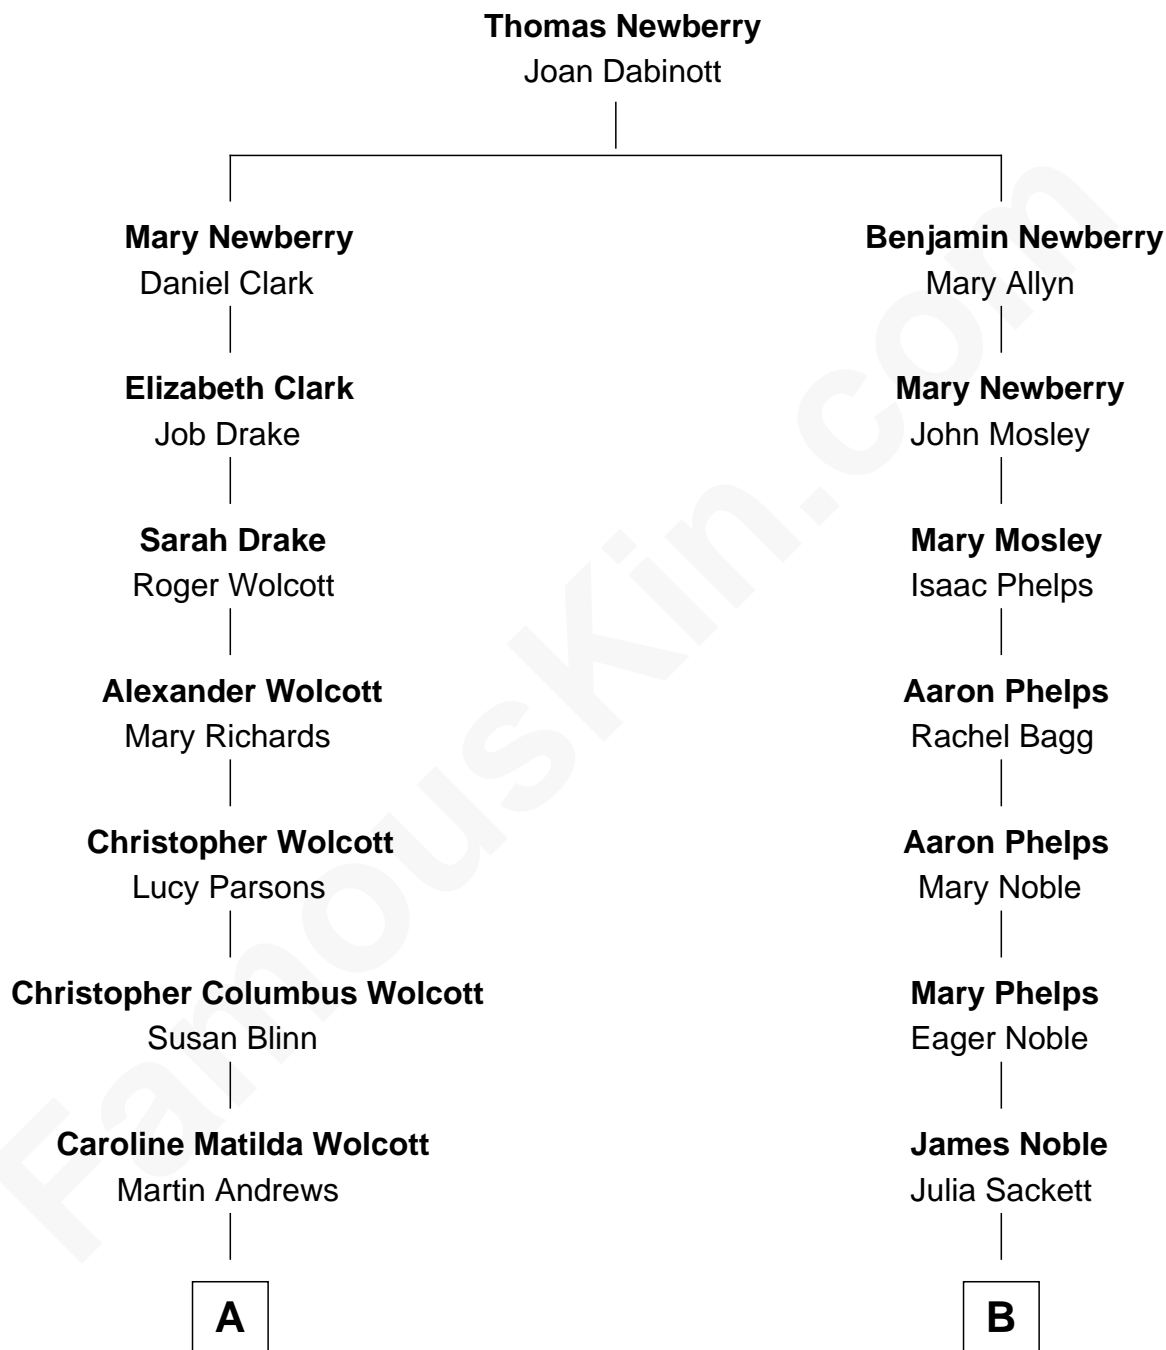 Thomas Newberry
Joan Dabinott
Mary Newberry
Daniel Clark
Benjamin Newberry
Mary Allyn
Elizabeth Clark
Job Drake
Mary Newberry
John Mosley
Sarah Drake
Roger Wolcott
Mary Mosley
Isaac Phelps
Alexander Wolcott
Mary Richards
Aaron Phelps
Rachel Bagg
Christopher Wolcott
Lucy Parsons
Aaron Phelps
Mary Noble
Christopher Columbus Wolcott
Susan Blinn
Mary Phelps
Eager Noble
Caroline Matilda Wolcott
Martin Andrews
James Noble
Julia Sackett
A
B
FamousKin.com